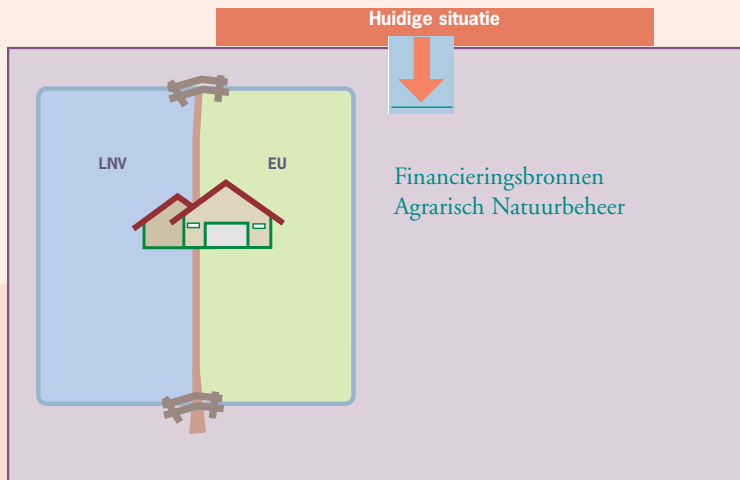 Huidige situatie
LNV
EU
Financieringsbronnen
Agrarisch Natuurbeheer